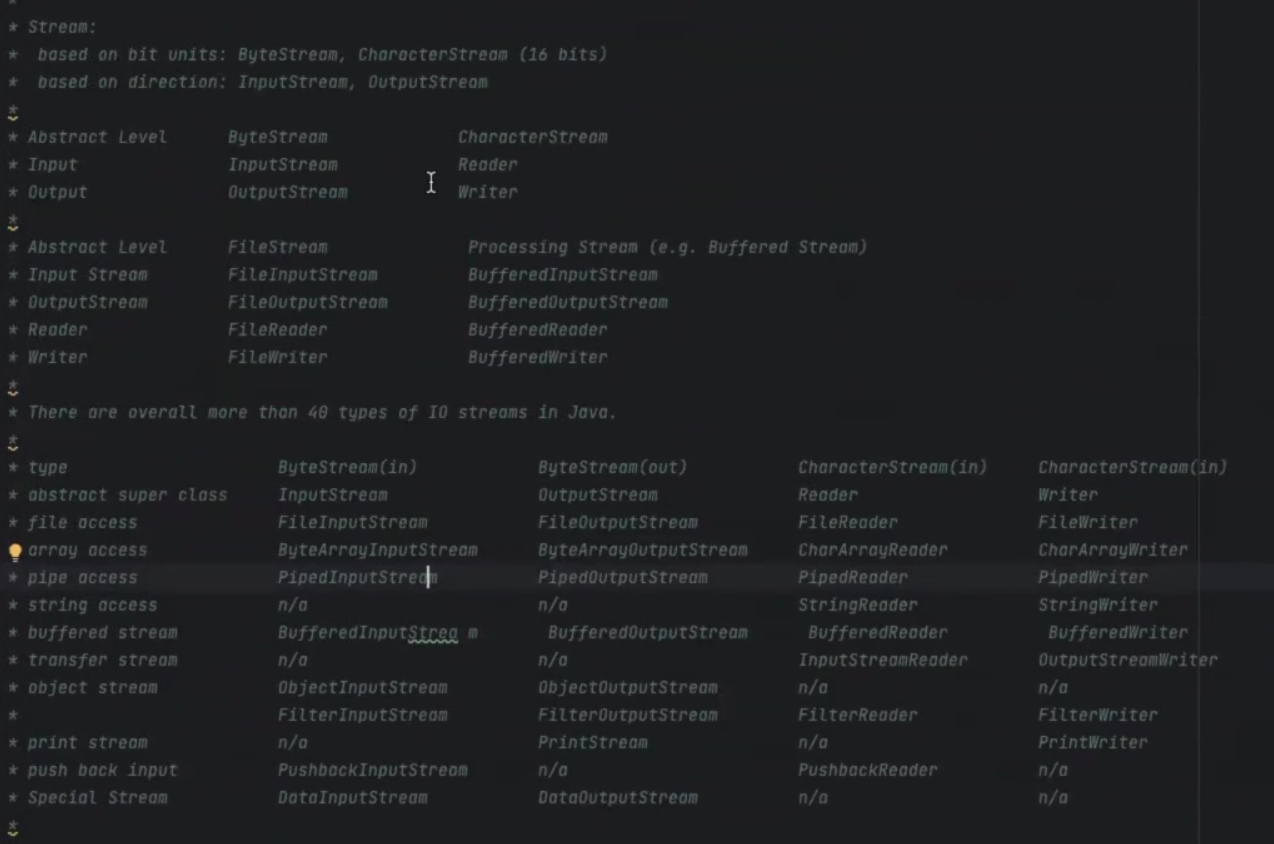 *
* Stream:
* based on bit units: ByteStream, CharacterStream (16 bits)
* based on direction: InputStream, OutputStream
*
* Abstract Level ByteStream CharacterStream
* Input InputStream Reader
* Output OutputStream Writer
*
* Abstract Level FileStream Processing Stream (e.g. Buffered Stream)
* Input Stream FileInputStream BufferedInputStream
* OutputStream FileOutputStream BufferedOutputStream
* Reader FileReader BufferedReader
* Writer FileWriter BufferedWriter
*
* There are overall more than 40 types of IO streams in Java.
*
* type ByteStream(in) ByteStream(out) CharacterStream(in) CharacterStream(in)
* abstract super class InputStream OutputStream Reader Writer
* file access FileInputStream FileOutputStream FileReader FileWriter
array access ByteArrayInputStream ByteArrayOutputStream CharArrayReader CharArrayWriter
* pipe access PipedInputStream PipedOutputStream PipedReader PipedWriter
* string access n/a n/a StringReader StringWriter
* buffered stream BufferedInputStrea m BufferedOutputStream BufferedReader BufferedWriter
* transfer stream n/a n/a InputStreamReader OutputStreamWriter
* object stream ObjectInputStream ObjectOutputStream n/a n/a
* FilterInputStream FilterOutputStream FilterReader FilterWriter
* print stream n/a PrintStream n/a PrintWriter
* push back input PushbackInputStream n/a PushbackReader n/a
* Special Stream DataInputStream DataOutputStream n/a n/a
*